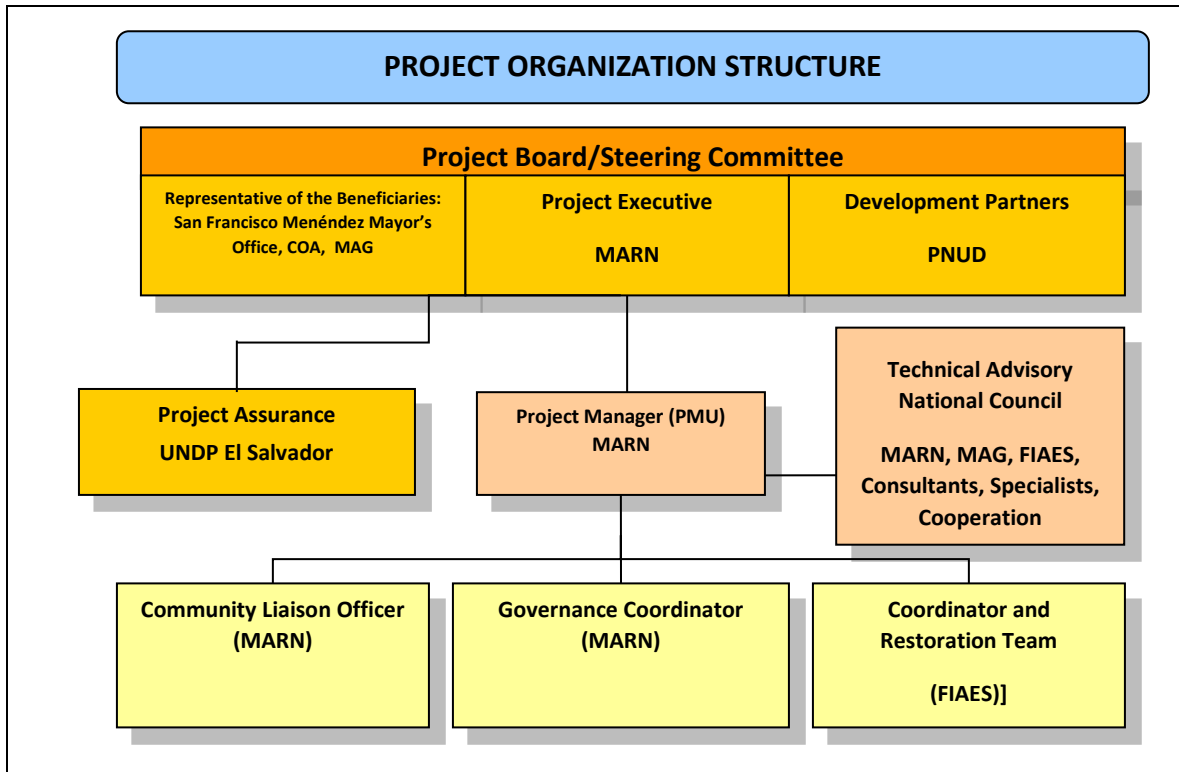 PROJECT ORGANIZATION STRUCTURE
Project Board/Steering Committee
Representative of the Beneficiaries:
San Francisco Menéndez Mayor’s
Office, COA, MAG
Project Executive
MARN
Development Partners
PNUD
Project Assurance
UNDP El Salvador
Project Manager (PMU)
MARN
Technical Advisory
National Council
MARN, MAG, FIAES,
Consultants, Specialists,
Cooperation
Community Liaison Officer
(MARN)
Governance Coordinator
(MARN)
Coordinator and
Restoration Team
(FIAES)]